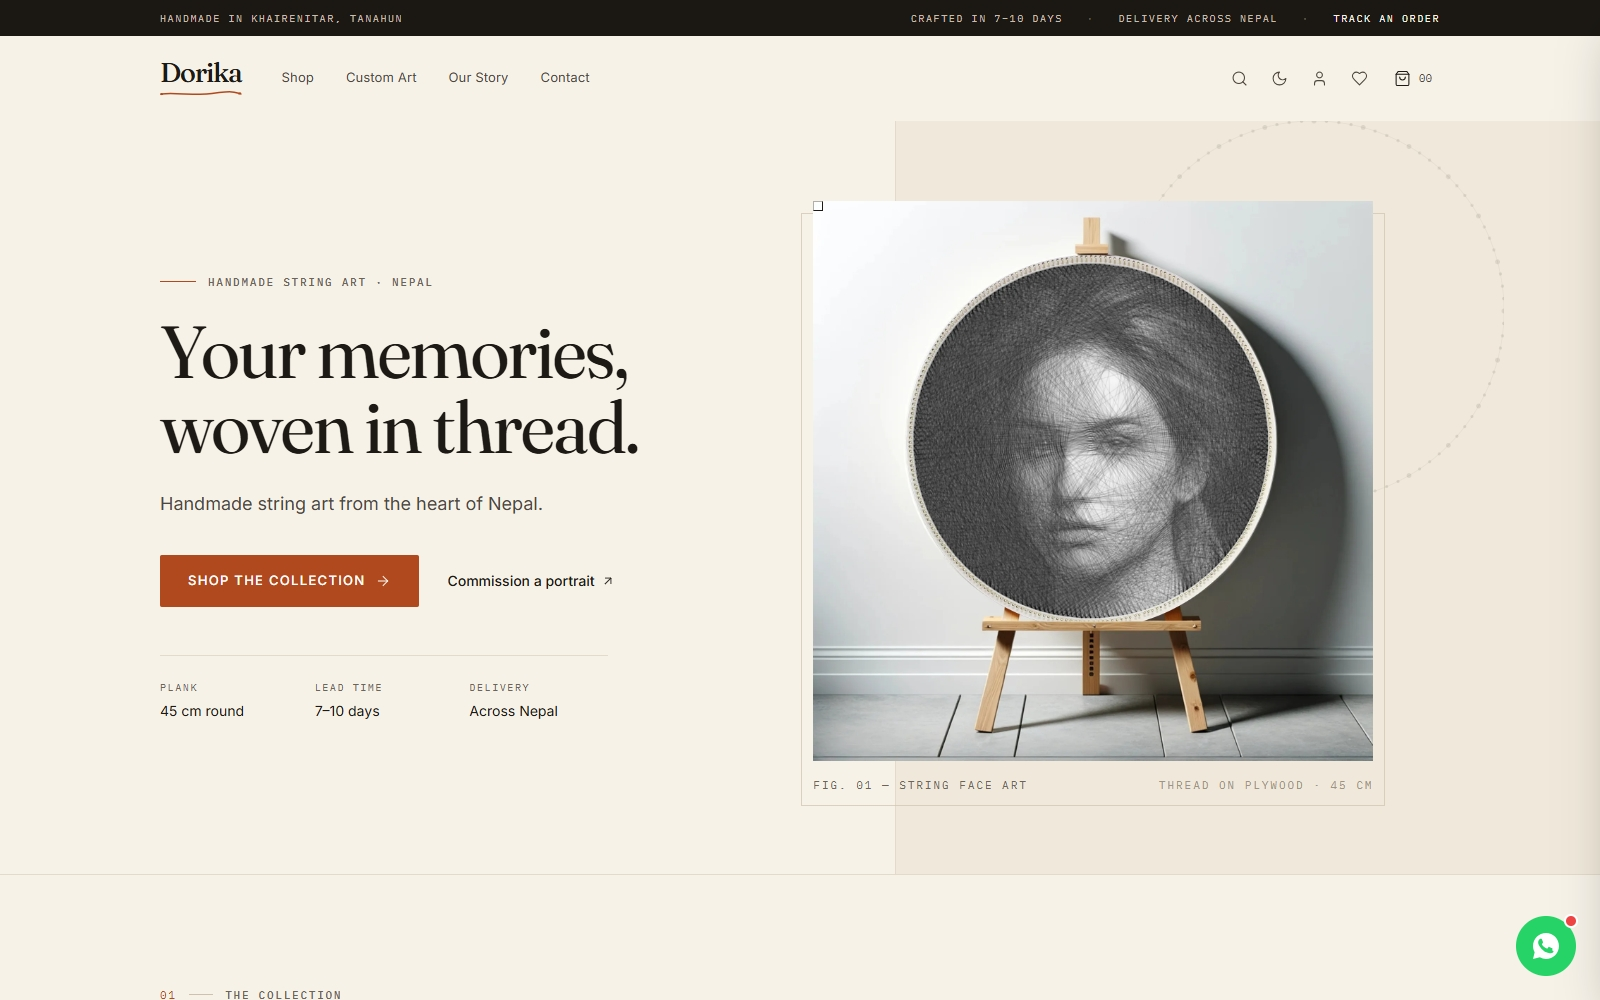 HANDMADE IN KHAIRENITAR, TANAHUN
CRAFTED IN 7–10 DAYS · DELIVERY ACROSS NEPAL · TRACK AN ORDER
Dorika
Shop
Custom Art
Our Story
Contact
00
HANDMADE STRING ART · NEPAL
Your memories,
woven in thread.
Handmade string art from the heart of Nepal.
SHOP THE COLLECTION →
Commission a portrait ↗
PLANK
45 cm round
LEAD TIME
7–10 days
DELIVERY
Across Nepal
FIG. 01 — STRING FACE ART
THREAD ON PLYWOOD · 45 CM
01 — THE COLLECTION